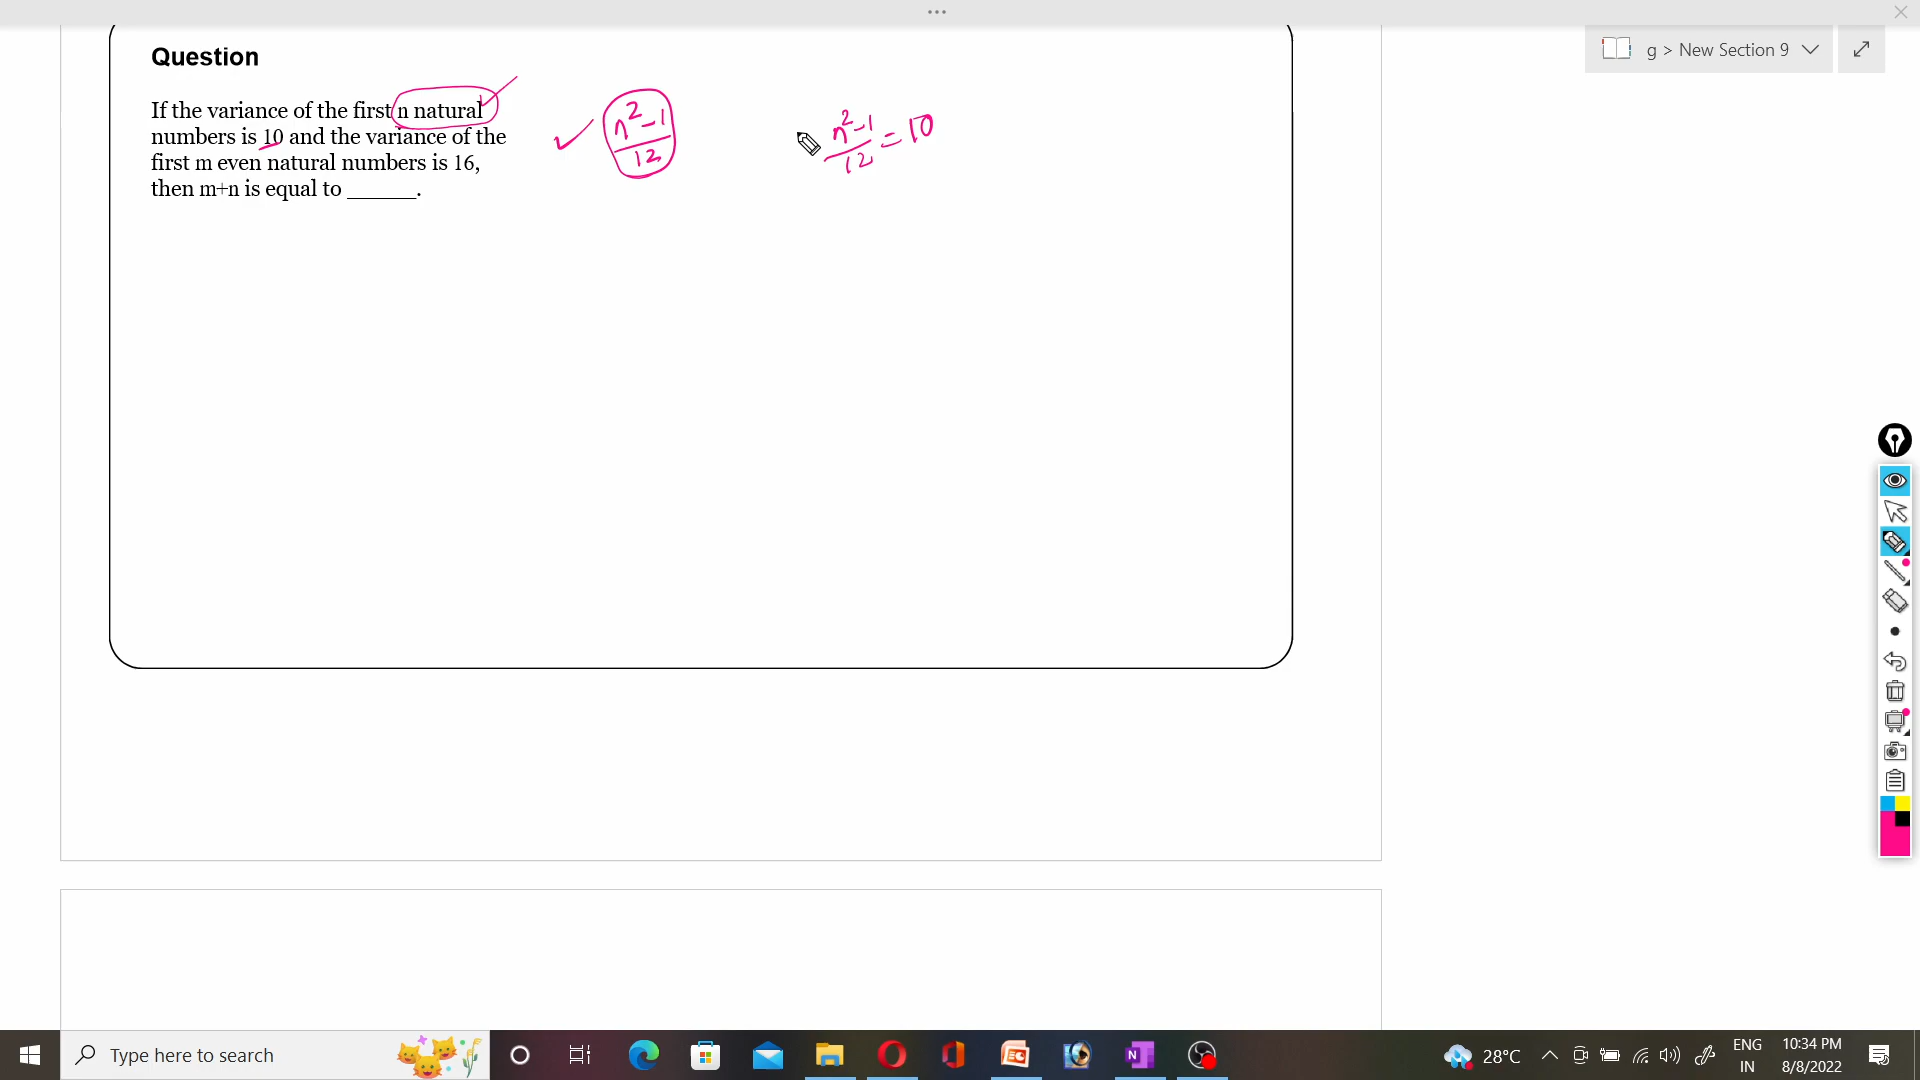 g > New Section 9
Question
If the variance of the first n natural
numbers is 10 and the variance of the
first m even natural numbers is 16,
then m+n is equal to ______.
n²-1
12
n²-1
12
= 10
Type here to search
28°C
ENG
IN
10:34 PM
8/8/2022